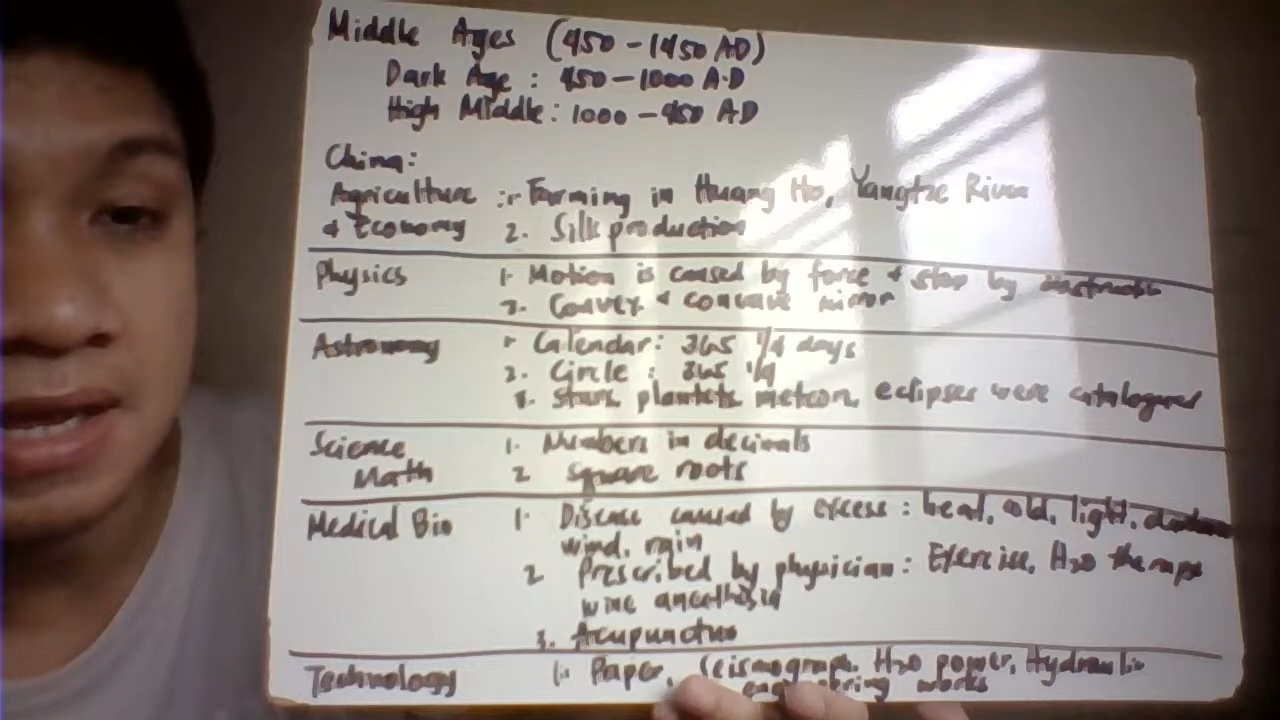 Middle Ages (450-1450 AD)
Dark Age: 450-1000 A.D
High Middle: 1000-450 AD
China:
Agriculture :1. Farming in Huang Ho, Yangtze River
& Economy 2. Silk production
Physics 1. Motion is caused by force & stop by
2. Convex & concave mirror
Astronomy 1. Calendar: 365 1/4 days
2. Circle: 365 1/4
3. Stars plantets meteor, eclipses were catalogued
Science 1. Numbers in decimals
Math 2. Square roots
Medical Bio 1. Disease caused by excess: heat, cold, light,
wind, rain
2. Prescribed by physician: Exercise, H2O therapy
wine anesthesia
3. Acupunctur
Technology 1. Paper, Seismograph, H2O power, Hydraulic
engineering works